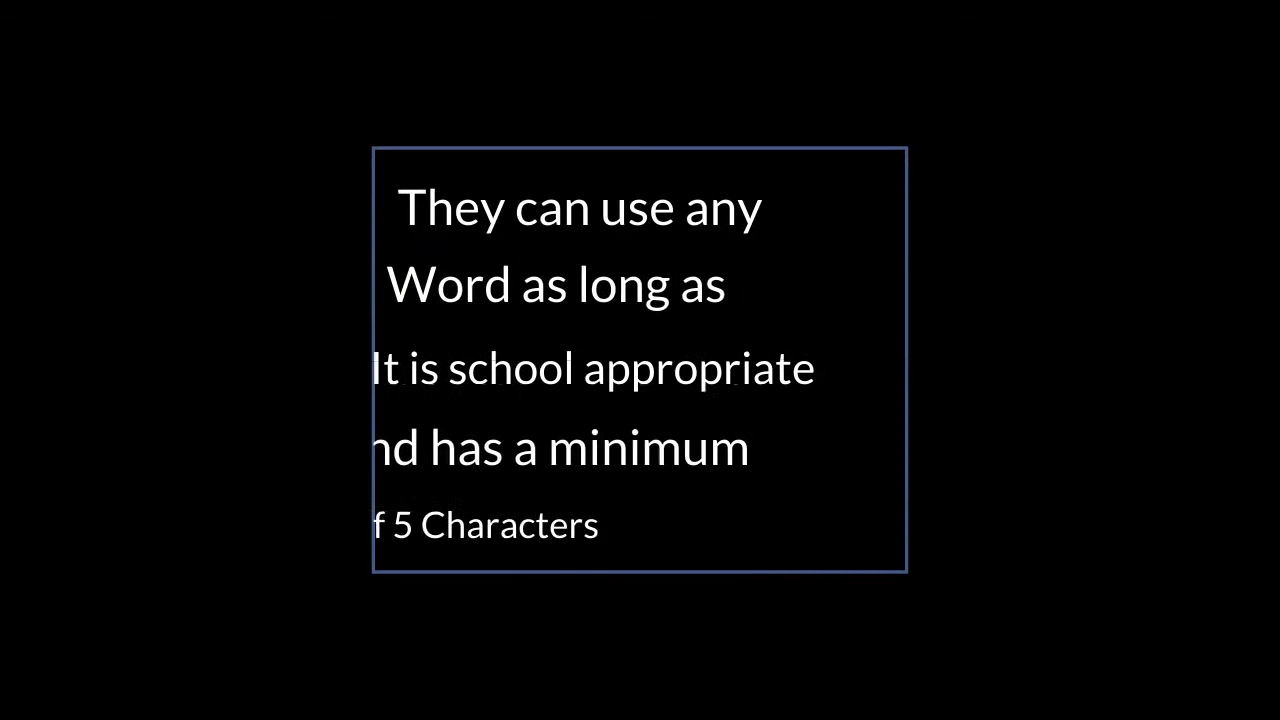 They can use any
Word as long as
It is school appropriate
nd has a minimum
f 5 Characters